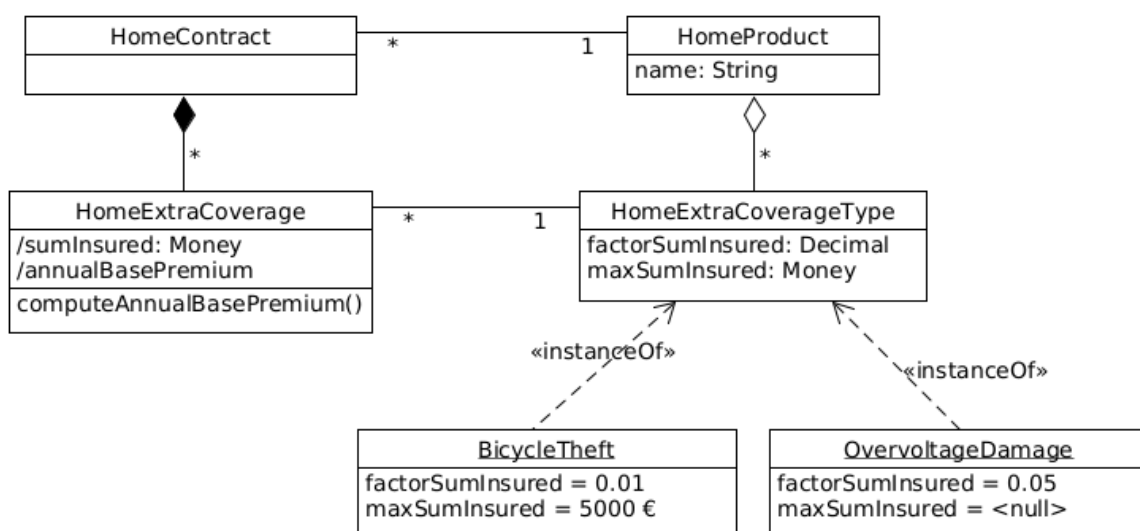 HomeContract
HomeProduct
name: String
*
1
*
*
HomeExtraCoverage
/sumInsured: Money
/annualBasePremium
computeAnnualBasePremium()
*
1
HomeExtraCoverageType
factorSumInsured: Decimal
maxSumInsured: Money
«instanceOf»
«instanceOf»
BicycleTheft
factorSumInsured = 0.01
maxSumInsured = 5000 €
OvervoltageDamage
factorSumInsured = 0.05
maxSumInsured = <null>